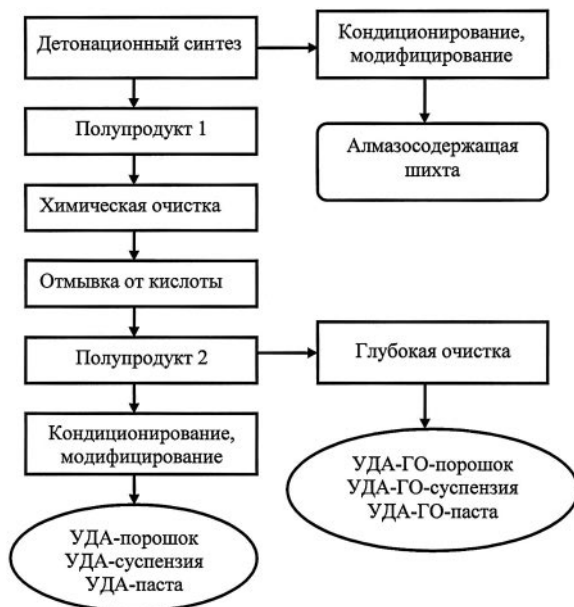 Детонационный синтез
Кондиционирование,
модифицирование
Полупродукт 1
Алмазосодержащая
шихта
Химическая очистка
Отмывка от кислоты
Полупродукт 2
Глубокая очистка
Кондиционирование,
модифицирование
УДА-ГО-порошок
УДА-ГО-суспензия
УДА-ГО-паста
УДА-порошок
УДА-суспензия
УДА-паста